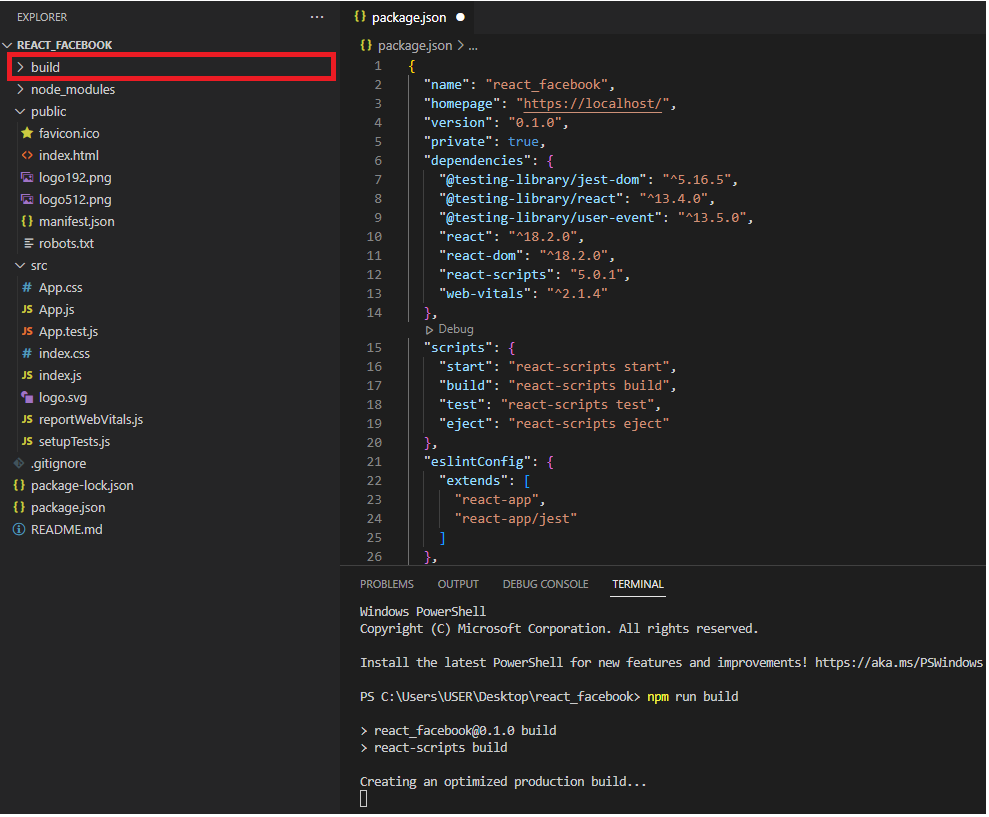 EXPLORER
REACT_FACEBOOK
build
node_modules
public
favicon.ico
index.html
logo192.png
logo512.png
{} manifest.json
robots.txt
src
# App.css
JS App.js
JS App.test.js
# index.css
JS index.js
logo.svg
JS reportWebVitals.js
JS setupTests.js
.gitignore
{} package-lock.json
{} package.json
README.md
{} package.json
{} package.json > ...
1 {
2 "name": "react_facebook",
3 "homepage": "https://localhost/",
4 "version": "0.1.0",
5 "private": true,
6 "dependencies": {
7 "@testing-library/jest-dom": "^5.16.5",
8 "@testing-library/react": "^13.4.0",
9 "@testing-library/user-event": "^13.5.0",
10 "react": "^18.2.0",
11 "react-dom": "^18.2.0",
12 "react-scripts": "5.0.1",
13 "web-vitals": "^2.1.4"
14 },
Debug
15 "scripts": {
16 "start": "react-scripts start",
17 "build": "react-scripts build",
18 "test": "react-scripts test",
19 "eject": "react-scripts eject"
20 },
21 "eslintConfig": {
22 "extends": [
23 "react-app",
24 "react-app/jest"
25 ]
26 },
PROBLEMS OUTPUT DEBUG CONSOLE TERMINAL
Windows PowerShell
Copyright (C) Microsoft Corporation. All rights reserved.
Install the latest PowerShell for new features and improvements! https://aka.ms/PSWindows
PS C:\Users\USER\Desktop\react_facebook> npm run build
> react_facebook@0.1.0 build
> react-scripts build
Creating an optimized production build...